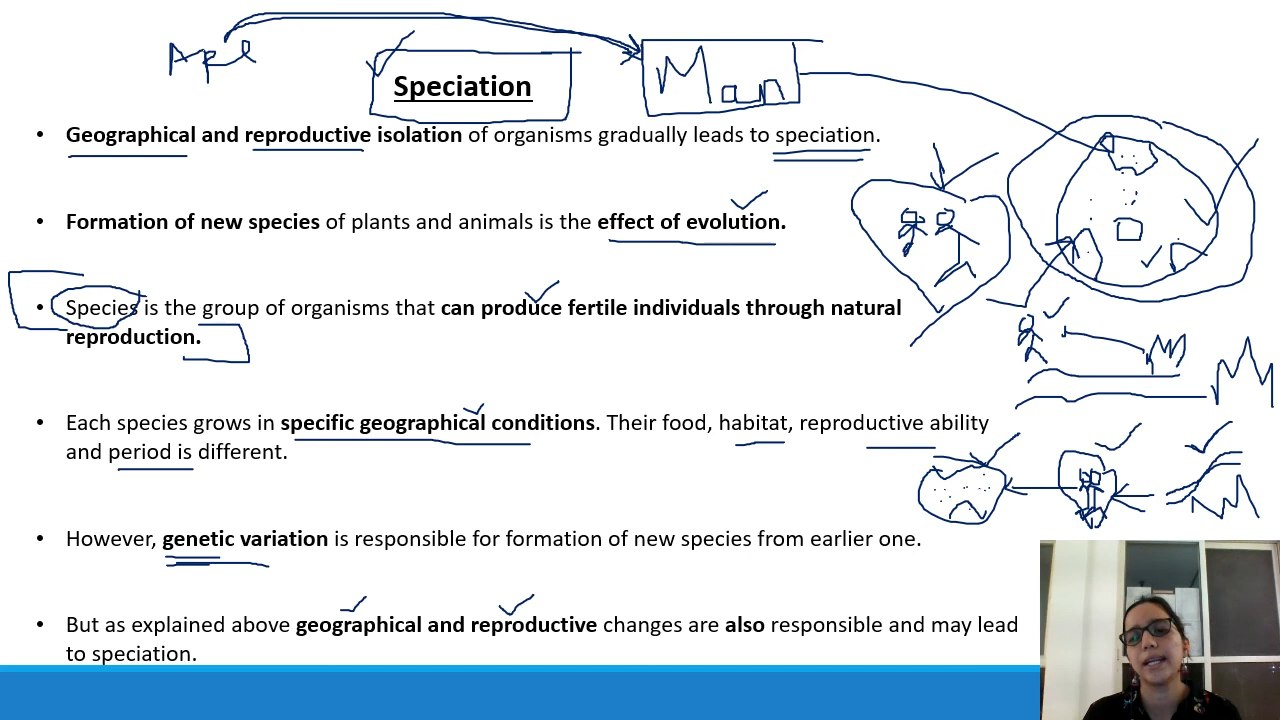 Ape
Man
Speciation
• Geographical and reproductive isolation of organisms gradually leads to speciation.
• Formation of new species of plants and animals is the effect of evolution.
• Species is the group of organisms that can produce fertile individuals through natural
reproduction.
• Each species grows in specific geographical conditions. Their food, habitat, reproductive ability
and period is different.
• However, genetic variation is responsible for formation of new species from earlier one.
• But as explained above geographical and reproductive changes are also responsible and may lead
to speciation.